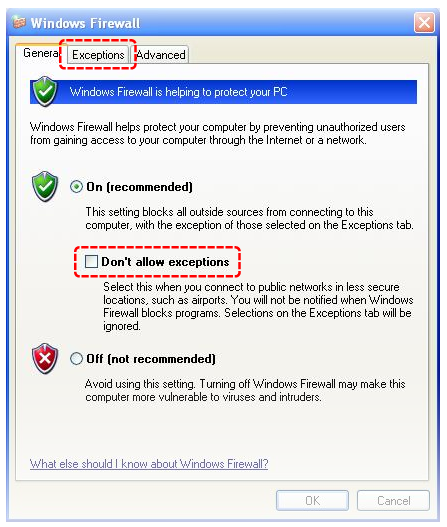 Windows Firewall
General Exceptions Advanced
Windows Firewall is helping to protect your PC
Windows Firewall helps protect your computer by preventing unauthorized users
from gaining access to your computer through the Internet or a network.
On (recommended)
This setting blocks all outside sources from connecting to this
computer, with the exception of those selected on the Exceptions tab.
Don't allow exceptions
Select this when you connect to public networks in less secure
locations, such as airports. You will not be notified when Windows
Firewall blocks programs. Selections on the Exceptions tab will be
ignored.
Off (not recommended)
Avoid using this setting. Turning off Windows Firewall may make this
computer more vulnerable to viruses and intruders.
What else should I know about Windows Firewall?
OK Cancel